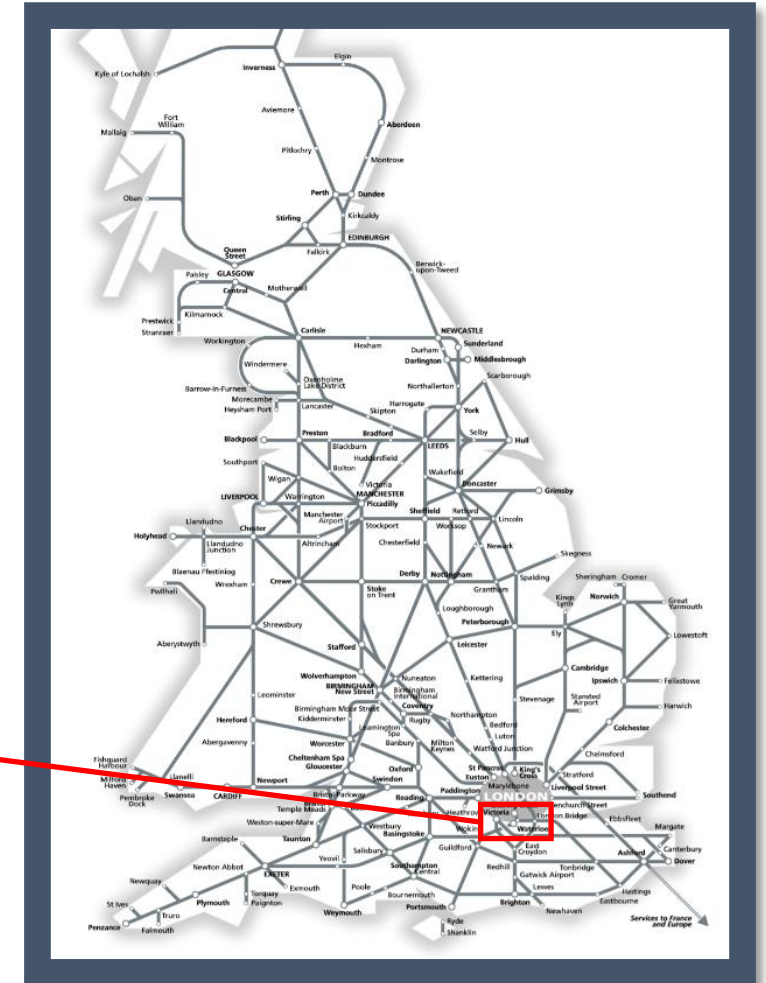 Elgin
Inverness
Kyle of Lochalsh
Aviemore
Fort
William
Mallaig
Aberdeen
Pitlochry
Montrose
Perth
Dundee
Oban
Stirling
Kirkcaldy
EDINBURGH
Queen
Street
Falkirk
Berwick-
upon-Tweed
Paisley
GLASGOW
Central
Motherwell
Prestwick
Kilmarnock
Stranraer
Carlisle
NEWCASTLE
Workington
Hexham
Durham
Sunderland
Darlington
Middlesbrough
Windermere
Scarborough
Oxenholme
Lake District
Northallerton
Barrow-in-Furness
Morecambe
Heysham Port
Lancaster
Harrogate
Skipton
York
Blackpool
Preston
Bradford
Selby
Blackburn
LEEDS
Hull
Huddersfield
Southport
Bolton
Wakefield
Wigan
Victoria
Doncaster
MANCHESTER
Piccadilly
LIVERPOOL
Warrington
Grimsby
Manchester
Airport
Sheffield
Retford
Llandudno
Chester
Stockport
Worksop
Lincoln
Holyhead
Llandudno
Junction
Altrincham
Chesterfield
Newark
Skegness
Blaenau Ffestiniog
Wrexham
Crewe
Derby
Nottingham
Spalding
Sheringham
Cromer
Pwllheli
Stoke
on Trent
Grantham
Kings
Lynn
Norwich
Great
Yarmouth
Loughborough
Shrewsbury
Peterborough
Ely
Lowestoft
Aberystwyth
Stafford
Leicester
Wolverhampton
Nuneaton
Kettering
Cambridge
BIRMINGHAM
New Street
Birmingham
International
Ipswich
Felixstowe
Leominster
Birmingham Moor Street
Coventry
Stevenage
Stansted
Airport
Kidderminster
Rugby
Northampton
Harwich
Hereford
Leamington
Spa
Bedford
Colchester
Worcester
Banbury
Milton
Keynes
Luton
Abergavenny
Watford Junction
Chelmsford
Cheltenham Spa
Gloucester
Oxford
St Pancras
King's
Cross
Fishguard
Harbour
Llanelli
Euston
Stratford
Milford
Haven
Newport
Swindon
Marylebone
Liverpool Street
Pembroke
Dock
Swansea
CARDIFF
Reading
Paddington
LONDON
Southend
Temple Meads
Heathrow
Victoria
London Bridge
Ebbsfleet
Weston-super-Mare
Westbury
Basingstoke
Waterloo
Margate
Barnstaple
Taunton
Salisbury
Guildford
East
Croydon
Canterbury
Yeovil
Redhill
Tonbridge
Ashford
Dover
Newton Abbot
EXETER
Southampton
Central
Gatwick Airport
Newquay
Exmouth
Poole
Lewes
Hastings
St Ives
Plymouth
Torquay
Paignton
Bournemouth
Eastbourne
Truro
Weymouth
Portsmouth
Brighton
Newhaven
Penzance
Falmouth
Ryde
Shanklin
Services to France
and Europe